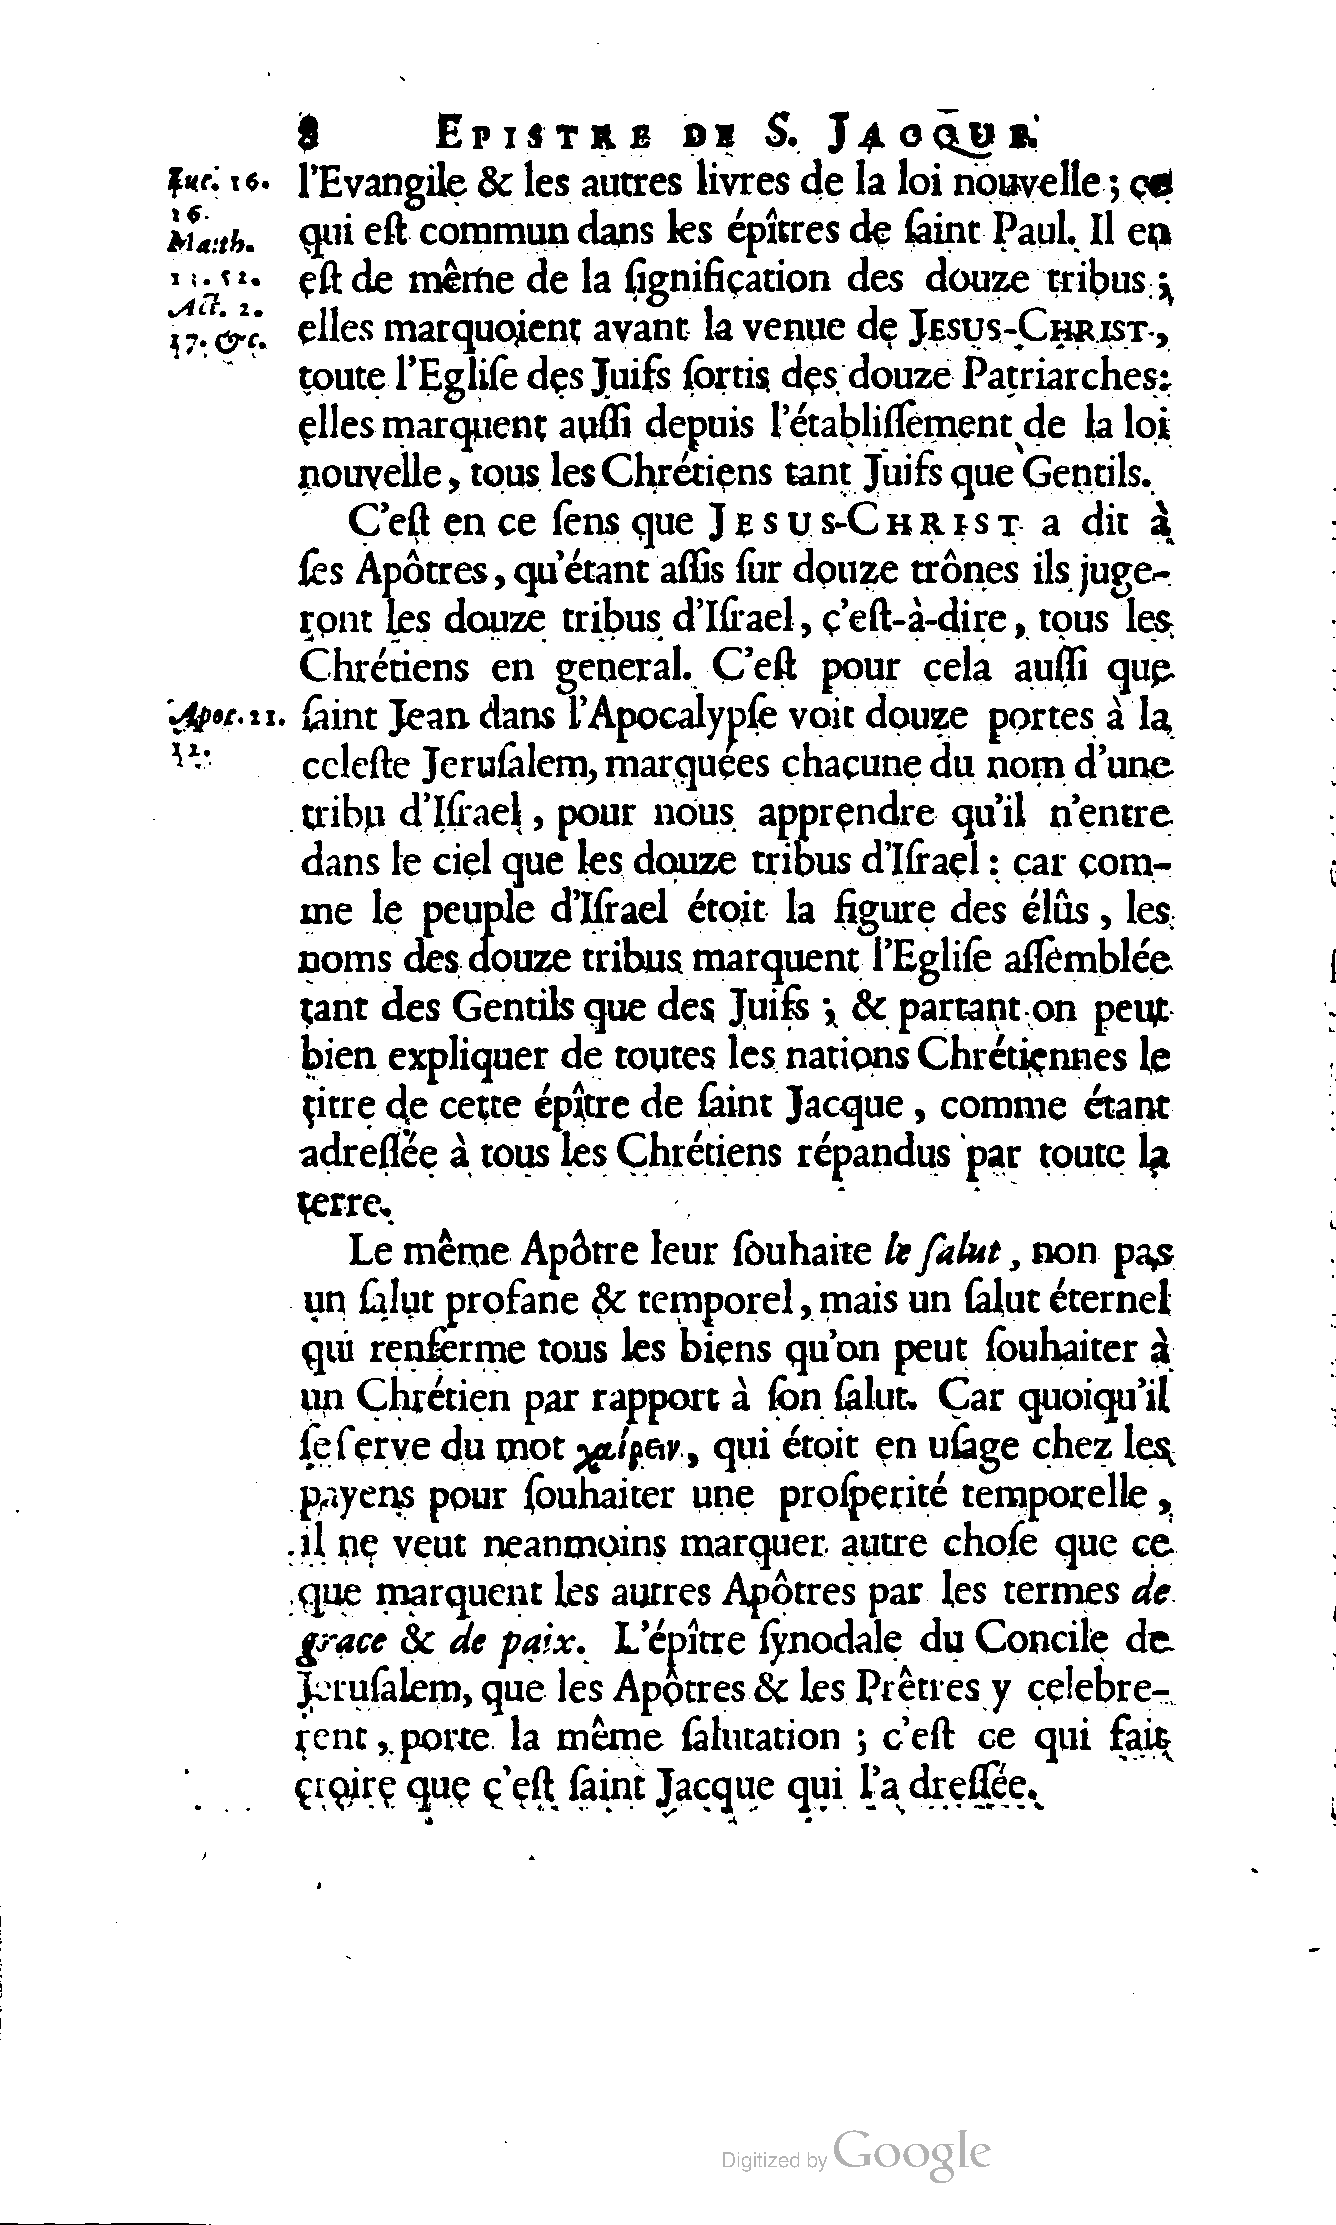 8 EPISTRE DE S. JACQUE.
Luc. 16. l'Evangile & les autres livres de la loi nouvelle ; ce
16.
Matth. qui eſt commun dans les épîtres de ſaint Paul. Il en
13. 52. eſt de même de la ſignification des douze tribus ;
Act. 2.
37. &c. elles marquoient avant la venue de JESUS-CHRIST,
toute l'Egliſe des Juifs ſortis des douze Patriarches:
elles marquent auſſi depuis l'établiſſement de la loi
nouvelle, tous les Chrétiens tant Juifs que Gentils.
C'eſt en ce ſens que JESUS-CHRIST a dit à
ſes Apôtres, qu'étant aſſis ſur douze trônes ils juge-
ront les douze tribus d'Iſrael, c'eſt-à-dire, tous les
Chrétiens en general. C'eſt pour cela auſſi que
Apoc. 21. ſaint Jean dans l'Apocalypſe voit douze portes à la
12. celeſte Jeruſalem, marquées chacune du nom d'une
tribu d'Iſrael, pour nous apprendre qu'il n'entre
dans le ciel que les douze tribus d'Iſrael : car com-
me le peuple d'Iſrael étoit la figure des élûs, les
noms des douze tribus marquent l'Egliſe aſſemblée
tant des Gentils que des Juifs ; & partant on peut
bien expliquer de toutes les nations Chrétiennes le
titre de cette épître de ſaint Jacque, comme étant
adreſſée à tous les Chrétiens répandus par toute la
terre.
Le même Apôtre leur ſouhaite le ſalut, non pas
un ſalut profane & temporel, mais un ſalut éternel
qui renferme tous les biens qu'on peut ſouhaiter à
un Chrétien par rapport à ſon ſalut. Car quoiqu'il
ſe ſerve du mot χαίρειν, qui étoit en uſage chez les
payens pour ſouhaiter une proſperité temporelle,
il ne veut neanmoins marquer autre choſe que ce
que marquent les autres Apôtres par les termes de
grace & de paix. L'épître ſynodale du Concile de
Jeruſalem, que les Apôtres & les Prêtres y celebre-
rent, porte la même ſalutation ; c'eſt ce qui fait
croire que c'eſt ſaint Jacque qui l'a dreſſée.
Digitized by Google